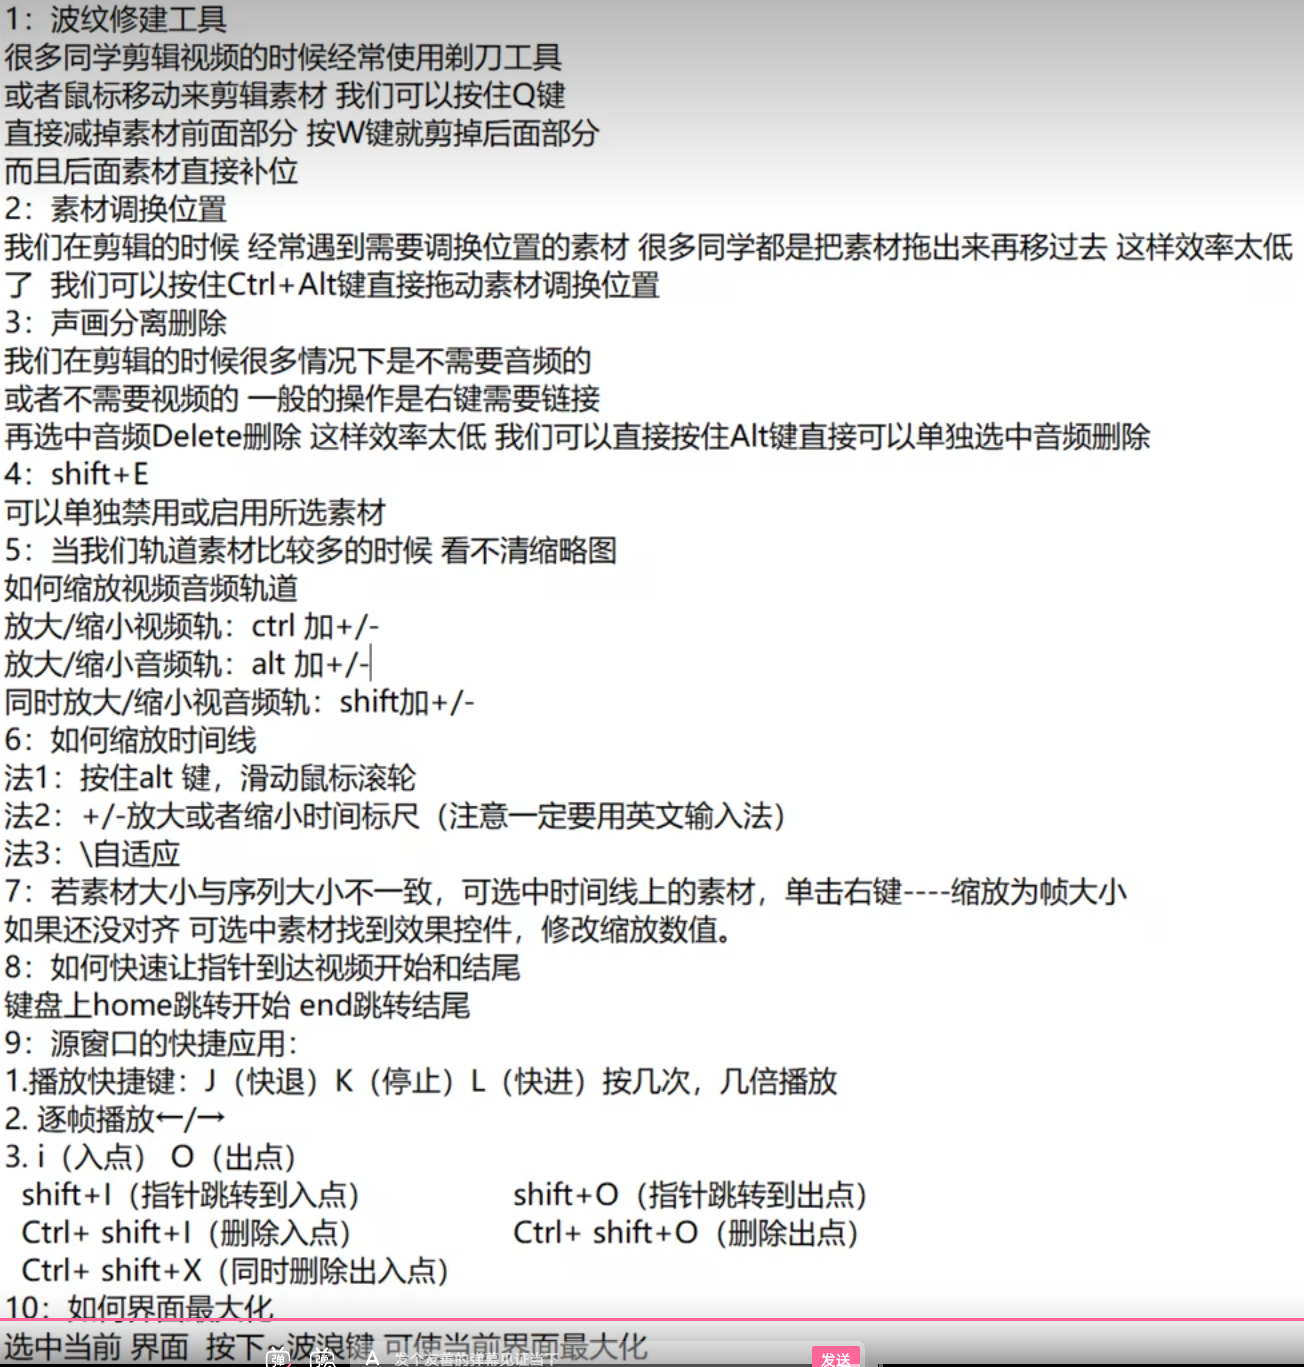 1：波纹修建工具
很多同学剪辑视频的时候经常使用剃刀工具
或者鼠标移动来剪辑素材 我们可以按住Q键
直接减掉素材前面部分 按W键就剪掉后面部分
而且后面素材直接补位
2：素材调换位置
我们在剪辑的时候 经常遇到需要调换位置的素材 很多同学都是把素材拖出来再移过去 这样效率太低
了 我们可以按住Ctrl+Alt键直接拖动素材调换位置
3：声画分离删除
我们在剪辑的时候很多情况下是不需要音频的
或者不需要视频的 一般的操作是右键需要链接
再选中音频Delete删除 这样效率太低 我们可以直接按住Alt键直接可以单独选中音频删除
4：shift+E
可以单独禁用或启用所选素材
5：当我们轨道素材比较多的时候 看不清缩略图
如何缩放视频音频轨道
放大/缩小视频轨：ctrl 加+/-
放大/缩小音频轨：alt 加+/-
同时放大/缩小视音频轨：shift加+/-
6：如何缩放时间线
法1：按住alt 键，滑动鼠标滚轮
法2：+/-放大或者缩小时间标尺（注意一定要用英文输入法）
法3：\自适应
7：若素材大小与序列大小不一致，可选中时间线上的素材，单击右键----缩放为帧大小
如果还没对齐 可选中素材找到效果控件，修改缩放数值。
8：如何快速让指针到达视频开始和结尾
键盘上home跳转开始 end跳转结尾
9：源窗口的快捷应用：
1.播放快捷键：J（快退）K（停止）L（快进）按几次，几倍播放
2. 逐帧播放←/→
3. i（入点） O（出点）
shift+I（指针跳转到入点） shift+O（指针跳转到出点）
Ctrl+ shift+I（删除入点） Ctrl+ shift+O（删除出点）
Ctrl+ shift+X（同时删除出入点）
10：如何界面最大化
选中当前 界面 按下~波浪键 可使当前界面最大化
弹 弹 A 发个友善的弹幕见证当下 发送